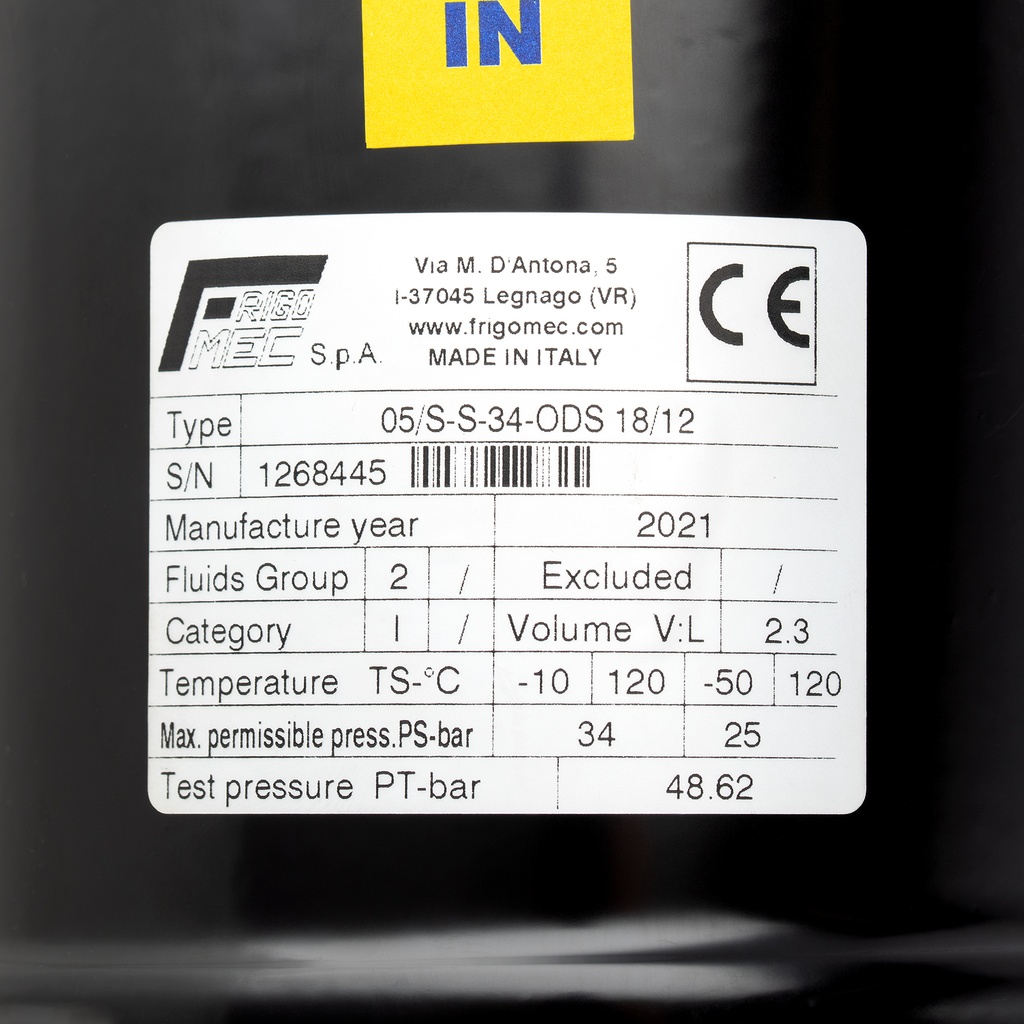 IN
FRIGO
MEC S.p.A.
Via M. D'Antona, 5
I-37045 Legnago (VR)
www.frigomec.com
MADE IN ITALY
CE
Type 05/S-S-34-ODS 18/12
S/N 1268445
Manufacture year 2021
Fluids Group 2 / Excluded /
Category I / Volume V:L 2.3
Temperature TS-°C -10 120 -50 120
Max. permissible press.PS-bar 34 25
Test pressure PT-bar 48.62